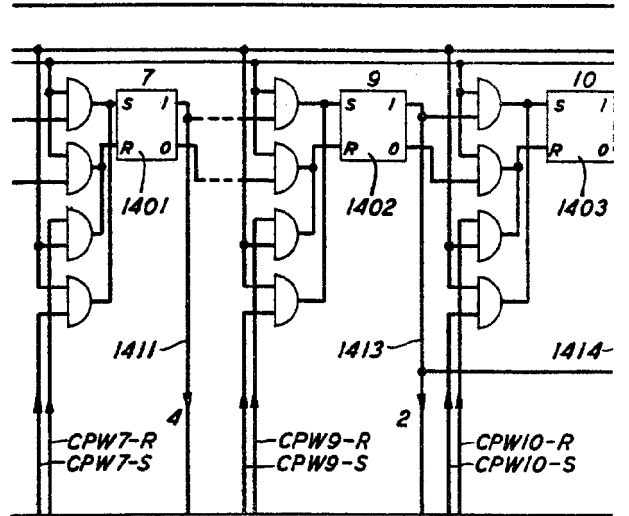 7 9 10
S 1 S 1 S 1
R 0 R 0 R 0
1401 1402 1403
1411 1413 1414
4 2
CPW7-R CPW9-R CPW10-R
CPW7-S CPW9-S CPW10-S